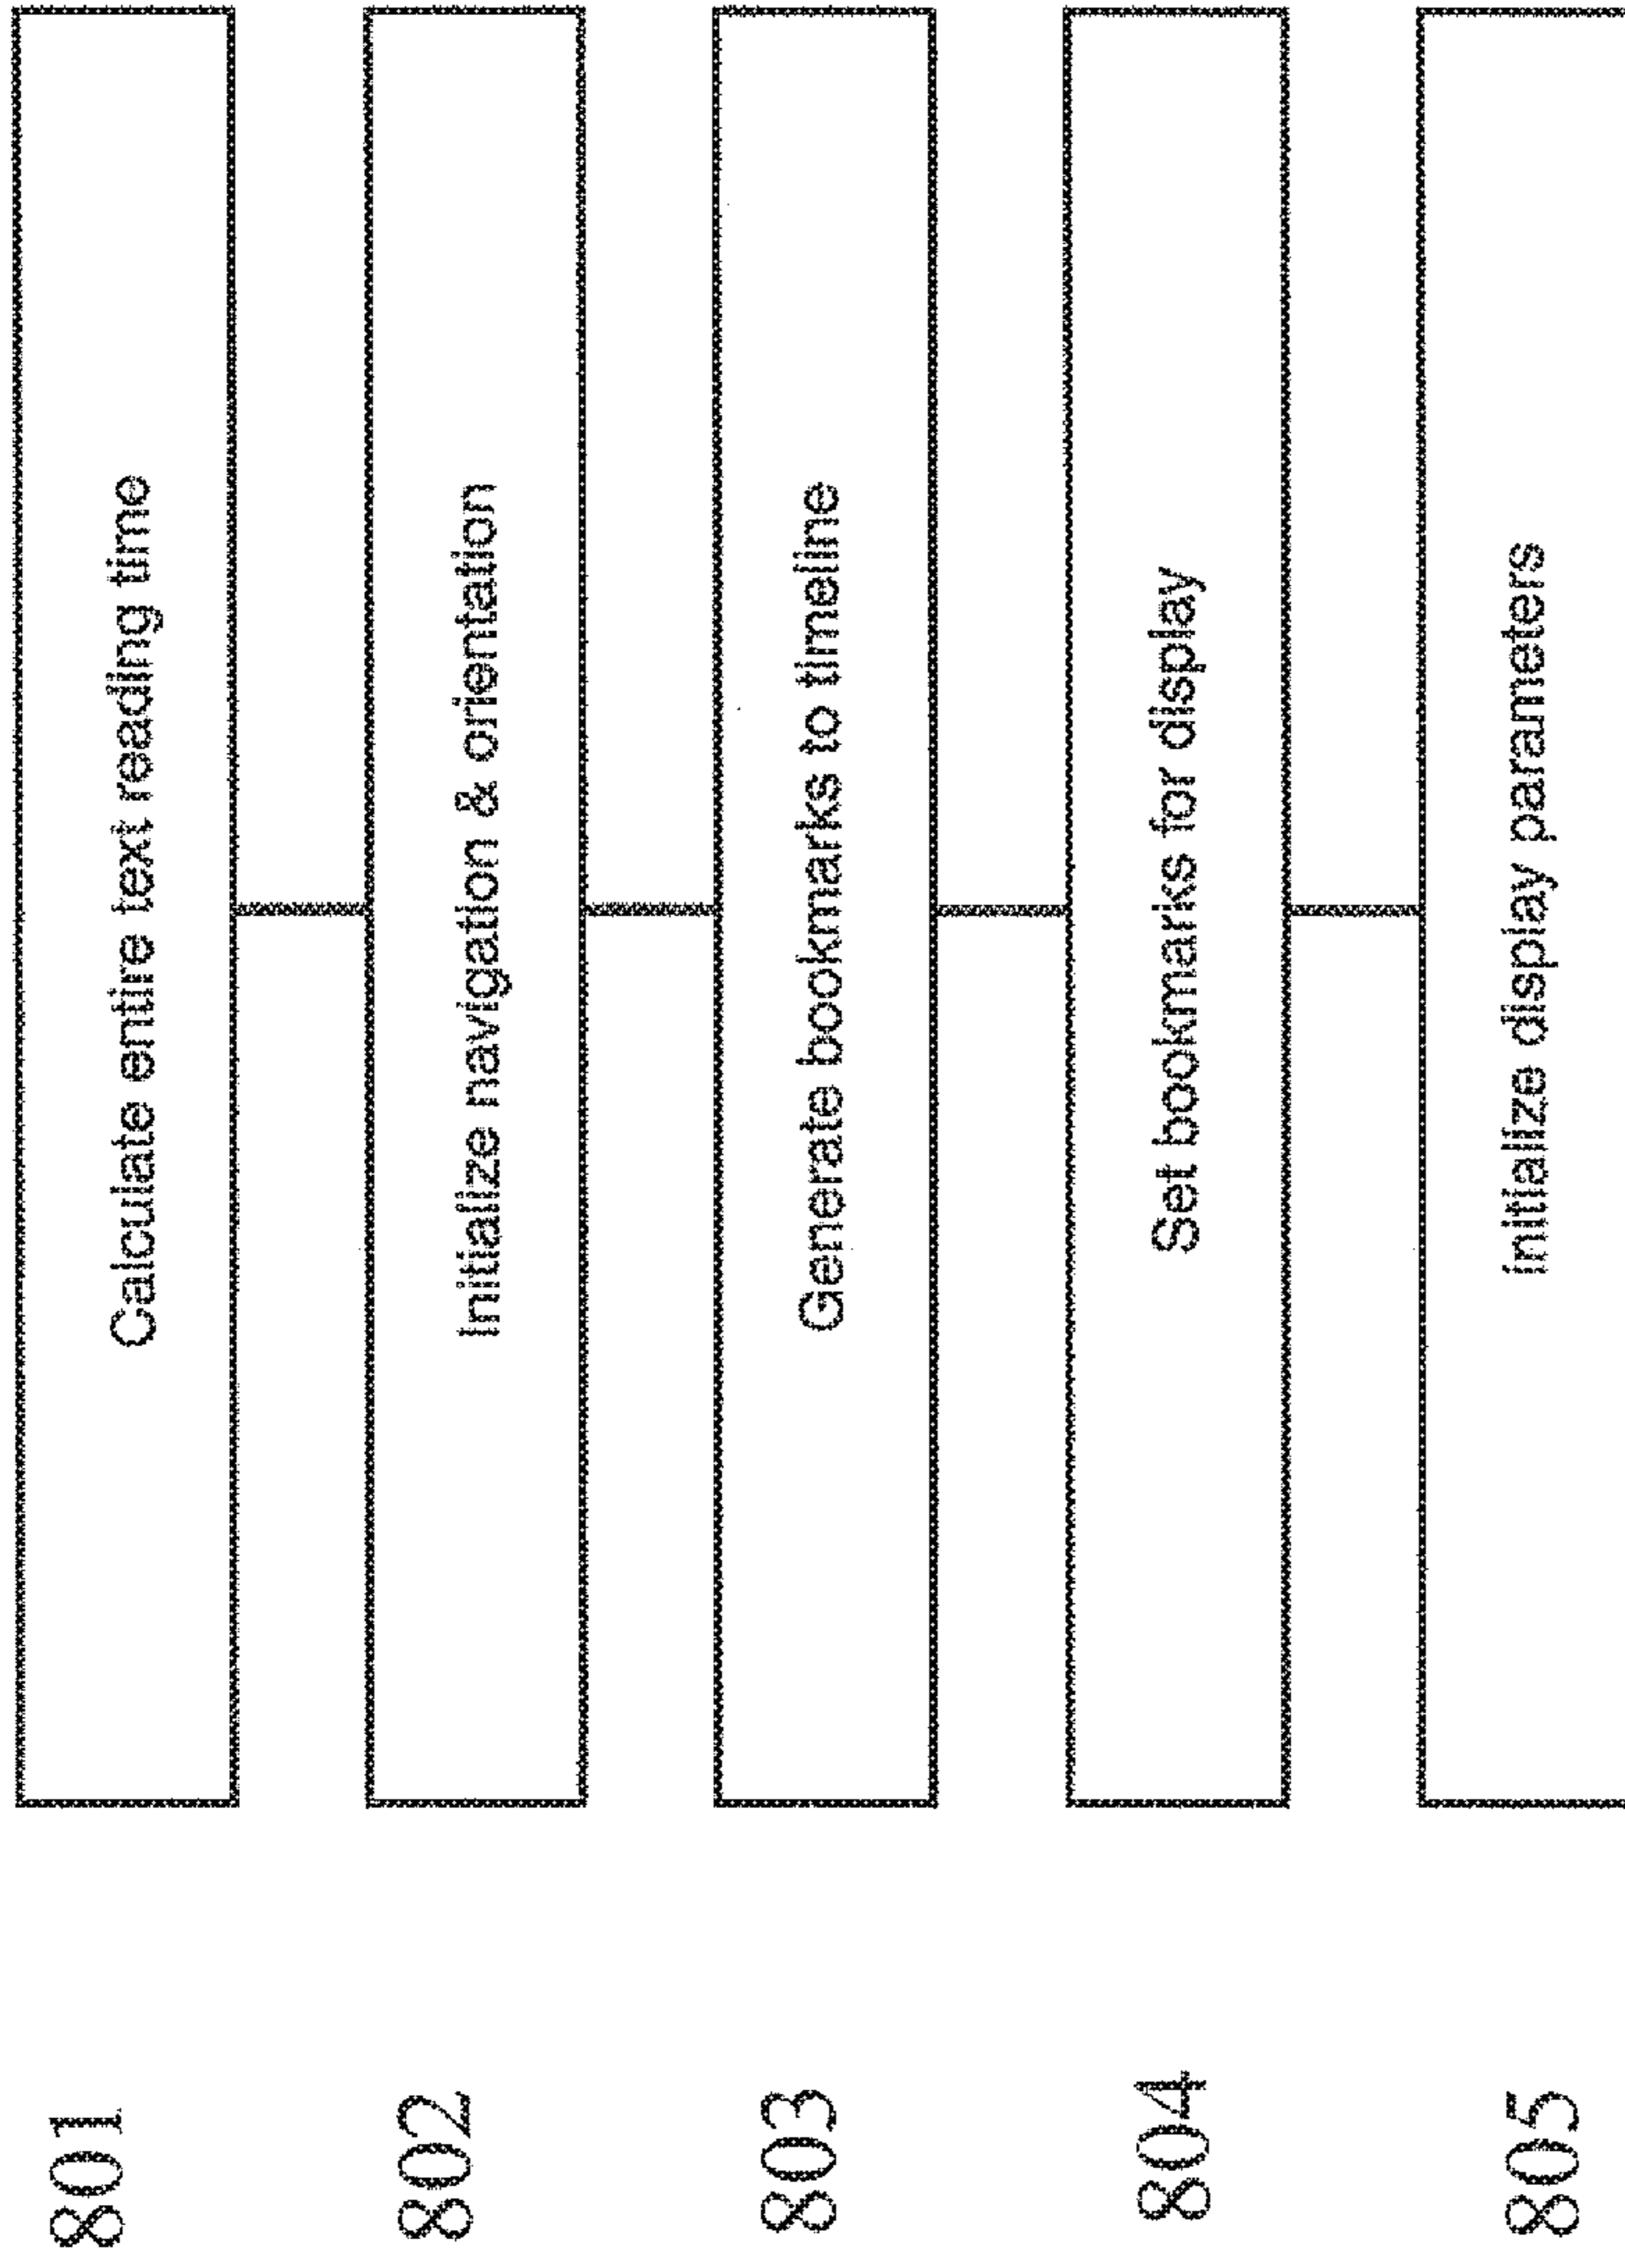 801 Calculate entire text reading time
802 Initialize navigation & orientation
803 Generate bookmarks to timeline
804 Set bookmarks for display
805 Initialize display parameters